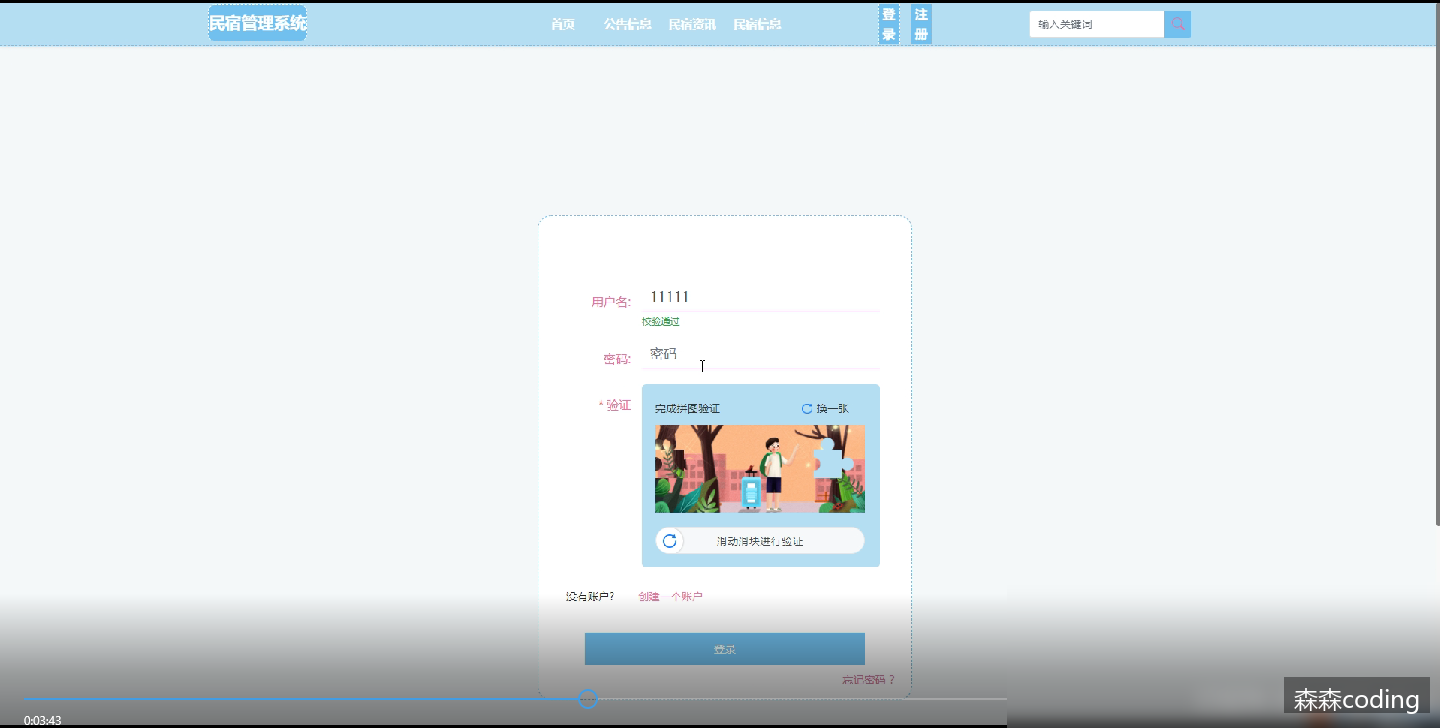 民宿管理系统
首页 公告信息 民宿资讯 民宿信息
登录
注册
输入关键词
用户名:
11111
校验通过
密码:
密码
* 验证
完成拼图验证
换一张
滑动滑块进行验证
没有账户?
创建一个账户
登录
忘记密码?
森森coding
0:03:43